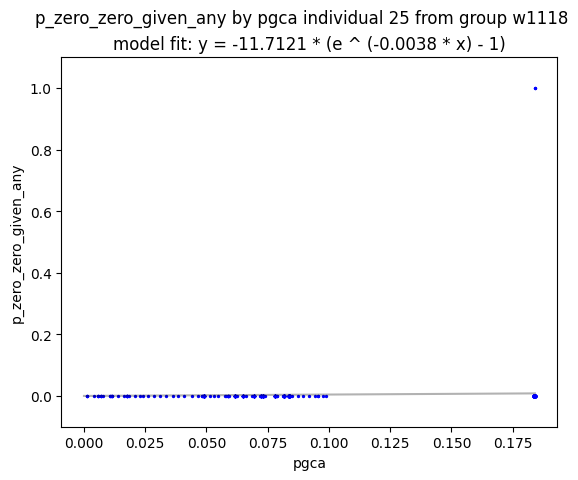 p_zero_zero_given_any by pgca individual 25 from group w1118
model fit: y = -11.7121 * (e ^ (-0.0038 * x) - 1)
1.0
0.8
0.6
0.4
0.2
0.0
p_zero_zero_given_any
0.000 0.025 0.050 0.075 0.100 0.125 0.150 0.175
pgca